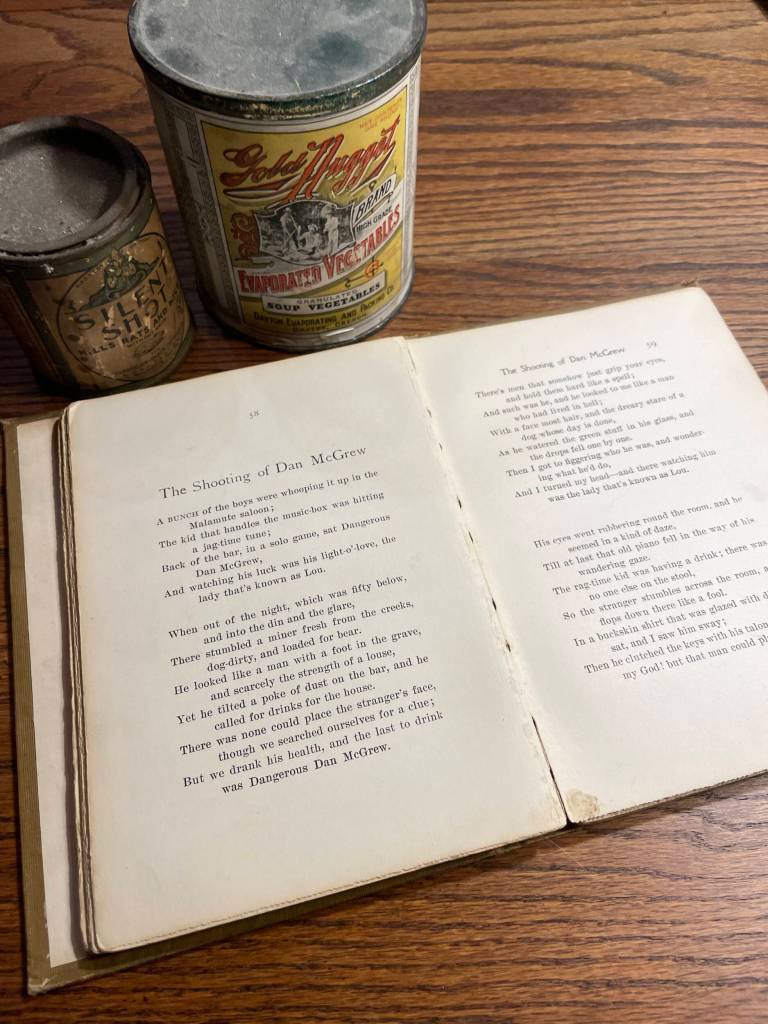 Gold Nugget
BRAND
HIGH GRADE
EVAPORATED VEGETABLES
GRANULATED
SOUP VEGETABLES
DAYTON EVAPORATING AND PACKING CO.
DAYTON, OREGON
SILENT
SHOT
KILLS RATS AND
58
The Shooting of Dan McGrew
A BUNCH of the boys were whooping it up in the
Malamute saloon;
The kid that handles the music-box was hitting
a jag-time tune;
Back of the bar, in a solo game, sat Dangerous
Dan McGrew,
And watching his luck was his light-o'-love, the
lady that's known as Lou.
When out of the night, which was fifty below,
and into the din and the glare,
There stumbled a miner fresh from the creeks,
dog-dirty, and loaded for bear.
He looked like a man with a foot in the grave,
and scarcely the strength of a louse,
Yet he tilted a poke of dust on the bar, and he
called for drinks for the house.
There was none could place the stranger's face,
though we searched ourselves for a clue;
But we drank his health, and the last to drink
was Dangerous Dan McGrew.
The Shooting of Dan McGrew 59
There's men that somehow just grip your eyes,
and hold them hard like a spell;
And such was he, and he looked to me like a man
who had lived in hell;
With a face most hair, and the dreary stare of a
dog whose day is done,
As he watered the green stuff in his glass, and
the drops fell one by one.
Then I got to figgering who he was, and wonder-
ing what he'd do,
And I turned my head—and there watching him
was the lady that's known as Lou.
His eyes went rubbering round the room, and he
seemed in a kind of daze,
Till at last that old piano fell in the way of his
wandering gaze.
The rag-time kid was having a drink; there was
no one else on the stool,
So the stranger stumbles across the room, a
flops down there like a fool.
In a buckskin shirt that was glazed with d
sat, and I saw him sway;
Then he clutched the keys with his talon
my God! but that man could pl